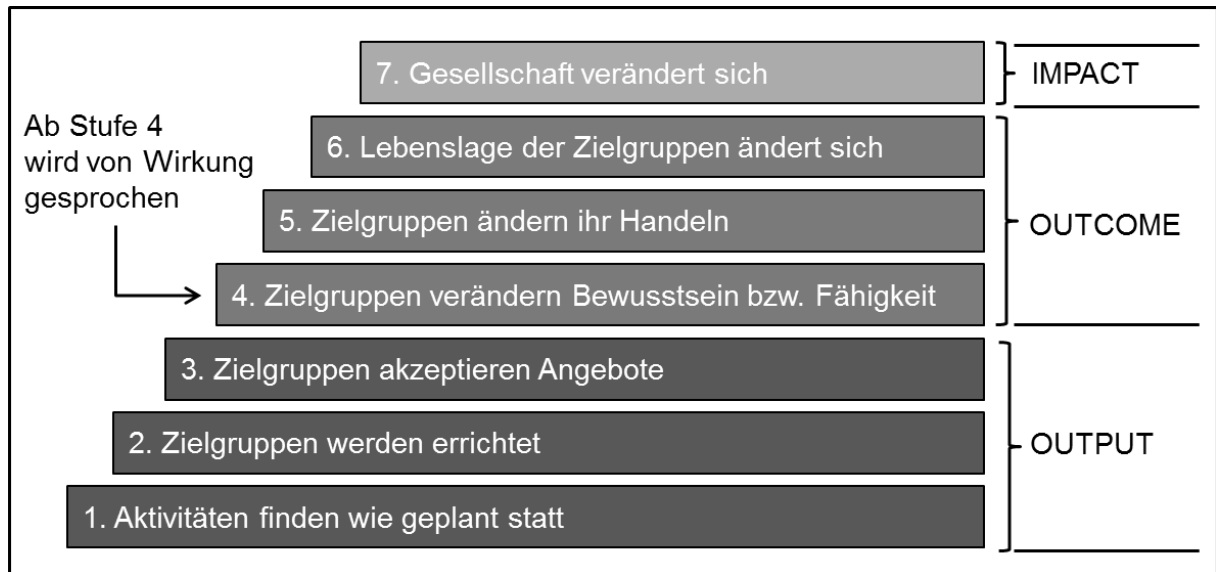 7. Gesellschaft verändert sich
IMPACT
Ab Stufe 4
wird von Wirkung
gesprochen
6. Lebenslage der Zielgruppen ändert sich
5. Zielgruppen ändern ihr Handeln
OUTCOME
4. Zielgruppen verändern Bewusstsein bzw. Fähigkeit
3. Zielgruppen akzeptieren Angebote
2. Zielgruppen werden errichtet
OUTPUT
1. Aktivitäten finden wie geplant statt